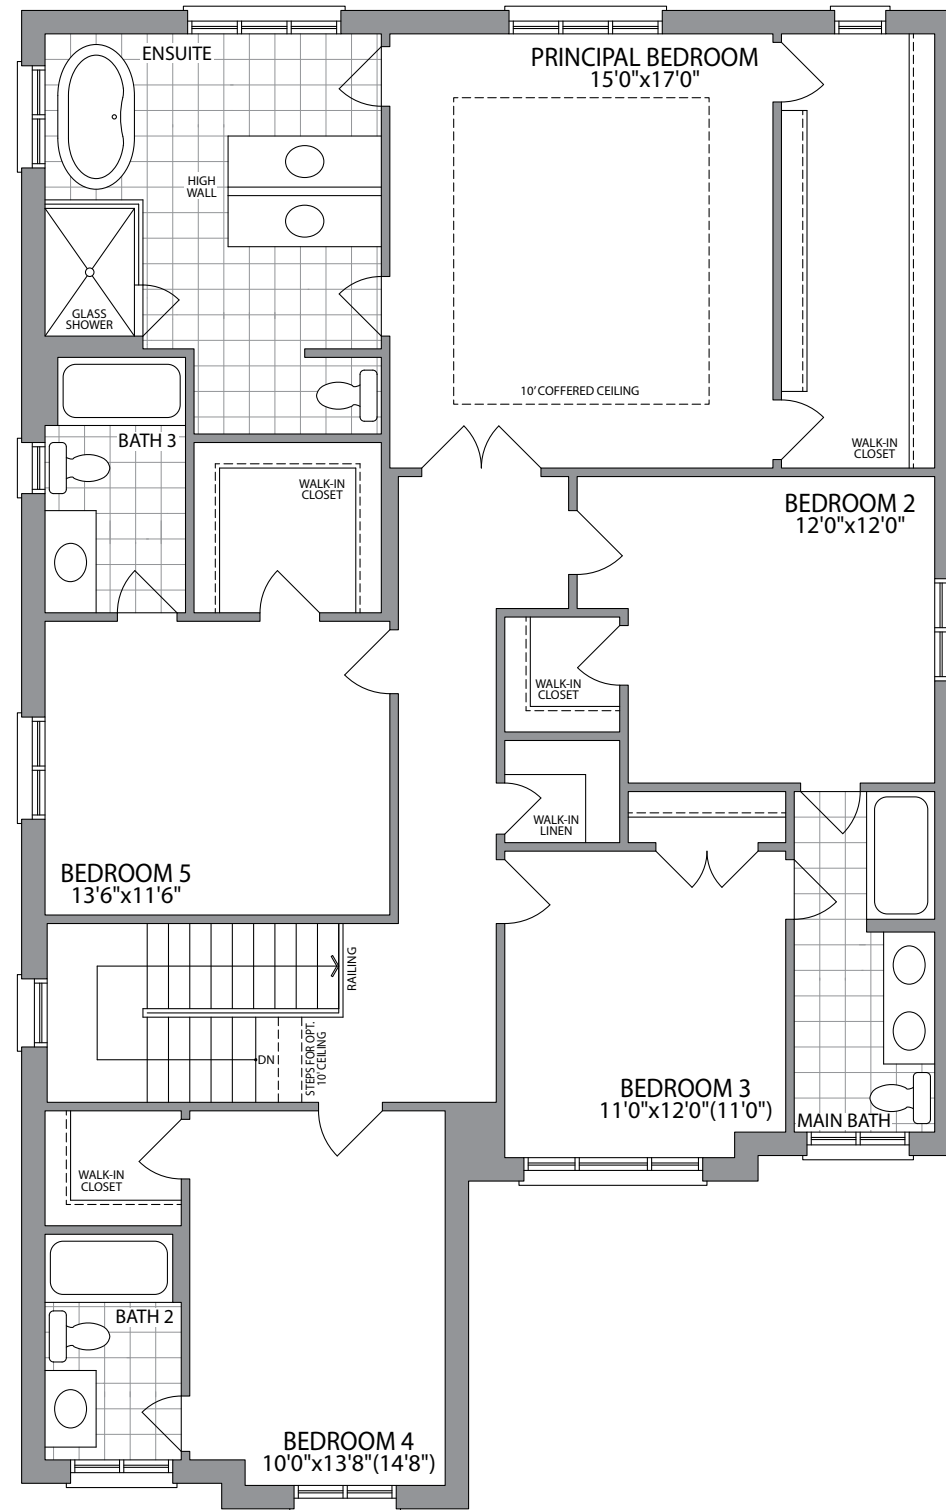 ENSUITE
PRINCIPAL BEDROOM
15'0"x17'0"
HIGH
WALL
GLASS
SHOWER
10' COFFERED CEILING
WALK-IN
CLOSET
BATH 3
WALK-IN
CLOSET
BEDROOM 2
12'0"x12'0"
WALK-IN
CLOSET
WALK-IN
LINEN
BEDROOM 5
13'6"x11'6"
RAILING
DN
STEPS FOR OPT.
10' CEILING
BEDROOM 3
11'0"x12'0"(11'0")
MAIN BATH
WALK-IN
CLOSET
BATH 2
BEDROOM 4
10'0"x13'8"(14'8")